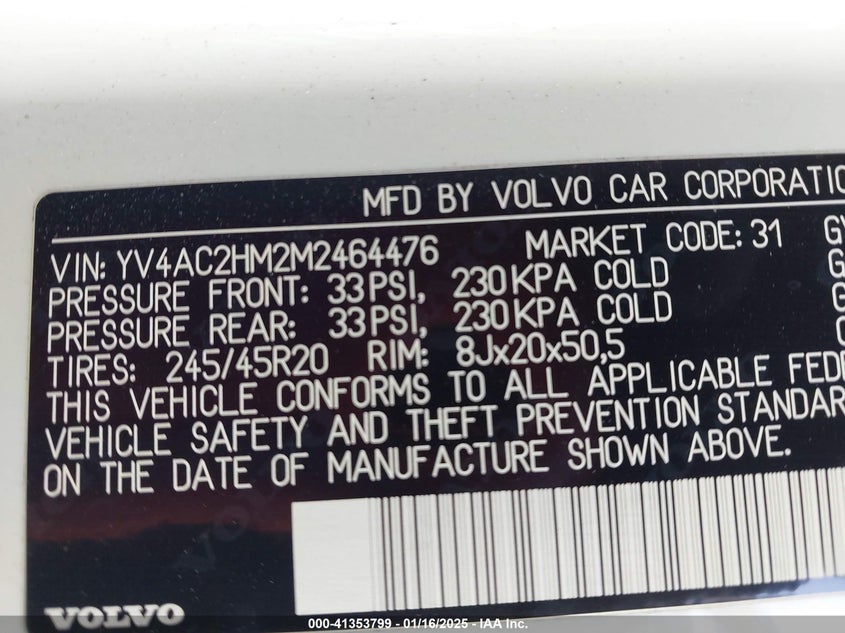 MFD BY VOLVO CAR CORPORATIO
VIN: YV4AC2HM2M2464476 MARKET CODE: 31
PRESSURE FRONT: 33 PSI, 230 KPA COLD
PRESSURE REAR: 33 PSI, 230 KPA COLD
TIRES: 245/45R20 RIM: 8Jx20x50,5
THIS VEHICLE CONFORMS TO ALL APPLICABLE FEDE
VEHICLE SAFETY AND THEFT PREVENTION STANDAR
ON THE DATE OF MANUFACTURE SHOWN ABOVE.
VOLVO
000-41353799 - 01/16/2025 - IAA Inc.